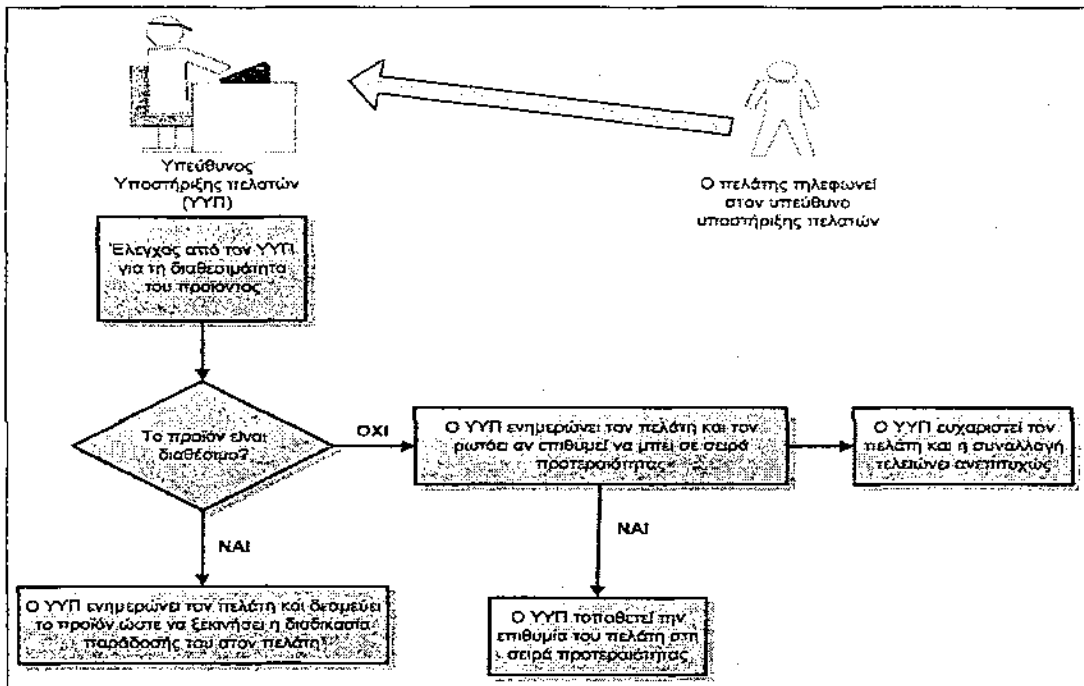 Υπεύθυνος
Υποστήριξης πελατών
(ΥΥΠ)
Ο πελάτης τηλεφωνεί
στον υπεύθυνο
υποστήριξης πελατών
Έλεγχος από τον ΥΥΠ
για τη διαθεσιμότητα
του προϊόντος
Το προϊόν είναι
διαθέσιμο?
ΟΧΙ
Ο ΥΥΠ ενημερώνει τον πελάτη και τον
ρωτάει αν επιθυμεί να μπεί σε σειρά
προτεραιότητας
Ο ΥΥΠ ευχαριστεί τον
πελάτη και η συναλλαγή
τελειώνει ανεπιτυχώς
ΝΑΙ
ΝΑΙ
Ο ΥΥΠ ενημερώνει τον πελάτη και δεσμεύει
το προϊόν ώστε να ξεκινήσει η διαδικασία
παράδοσής του στον πελάτη
Ο ΥΥΠ τοποθετεί την
επιθυμία του πελάτη στη
σειρά προτεραιότητας